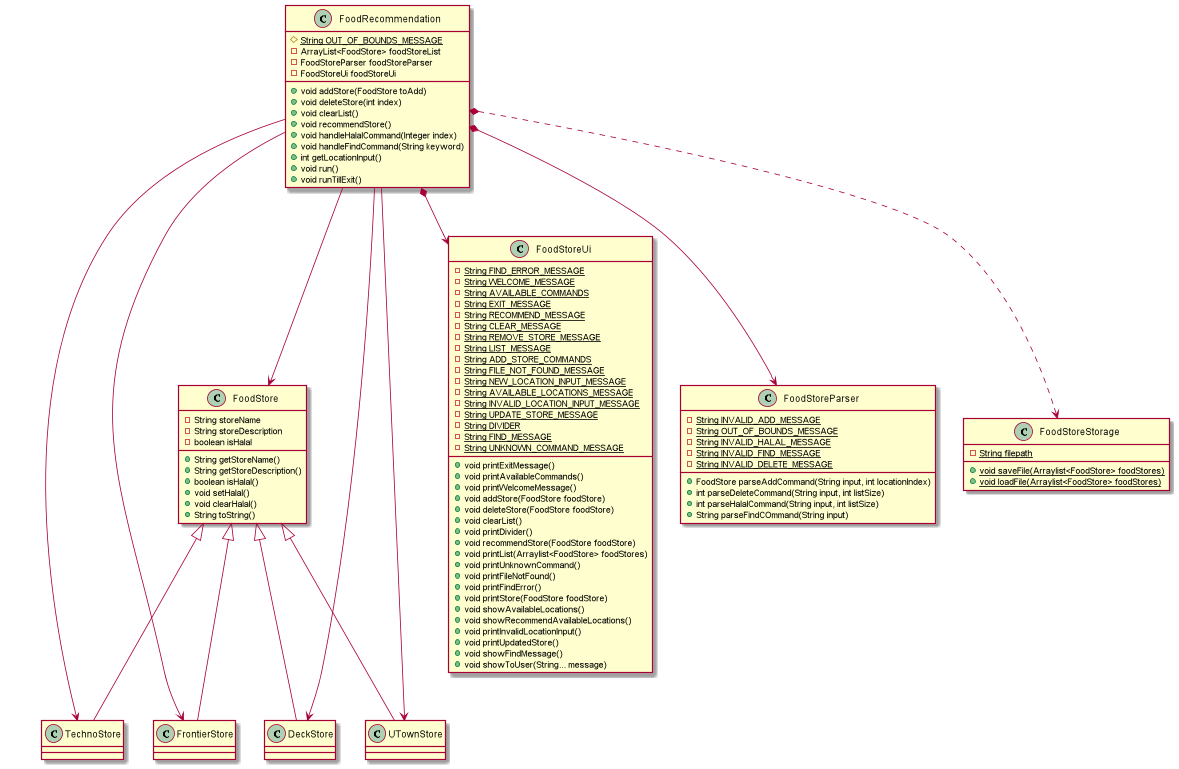 C FoodRecommendation
String OUT_OF_BOUNDS_MESSAGE
ArrayList<FoodStore> foodStoreList
FoodStoreParser foodStoreParser
FoodStoreUi foodStoreUi
void addStore(FoodStore toAdd)
void deleteStore(int index)
void clearList()
void recommendStore()
void handleHalalCommand(Integer index)
void handleFindCommand(String keyword)
int getLocationInput()
void run()
void runTillExit()
C FoodStoreUi
String FIND_ERROR_MESSAGE
String WELCOME_MESSAGE
String AVAILABLE_COMMANDS
String EXIT_MESSAGE
String RECOMMEND_MESSAGE
String CLEAR_MESSAGE
String REMOVE_STORE_MESSAGE
String LIST_MESSAGE
String ADD_STORE_COMMANDS
String FILE_NOT_FOUND_MESSAGE
String NEW_LOCATION_INPUT_MESSAGE
String AVAILABLE_LOCATIONS_MESSAGE
String INVALID_LOCATION_INPUT_MESSAGE
String UPDATE_STORE_MESSAGE
String DIVIDER
String FIND_MESSAGE
String UNKNOWN_COMMAND_MESSAGE
void printExitMessage()
void printAvailableCommands()
void printWelcomeMessage()
void addStore(FoodStore foodStore)
void deleteStore(FoodStore foodStore)
void clearList()
void printDivider()
void recommendStore(FoodStore foodStore)
void printList(Arraylist<FoodStore> foodStores)
void printUnknownCommand()
void printFileNotFound()
void printFindError()
void printStore(FoodStore foodStore)
void showAvailableLocations()
void showRecommendAvailableLocations()
void printInvalidLocationInput()
void printUpdatedStore()
void showFindMessage()
void showToUser(String... message)
C FoodStore
String storeName
String storeDescription
boolean isHalal
String getStoreName()
String getStoreDescription()
boolean isHalal()
void setHalal()
void clearHalal()
String toString()
C FoodStoreParser
String INVALID_ADD_MESSAGE
String OUT_OF_BOUNDS_MESSAGE
String INVALID_HALAL_MESSAGE
String INVALID_FIND_MESSAGE
String INVALID_DELETE_MESSAGE
FoodStore parseAddCommand(String input, int locationIndex)
int parseDeleteCommand(String input, int listSize)
int parseHalalCommand(String input, int listSize)
String parseFindCOmmand(String input)
C FoodStoreStorage
String filepath
void saveFile(Arraylist<FoodStore> foodStores)
void loadFile(Arraylist<FoodStore> foodStores)
C TechnoStore
C FrontierStore
C DeckStore
C UTownStore